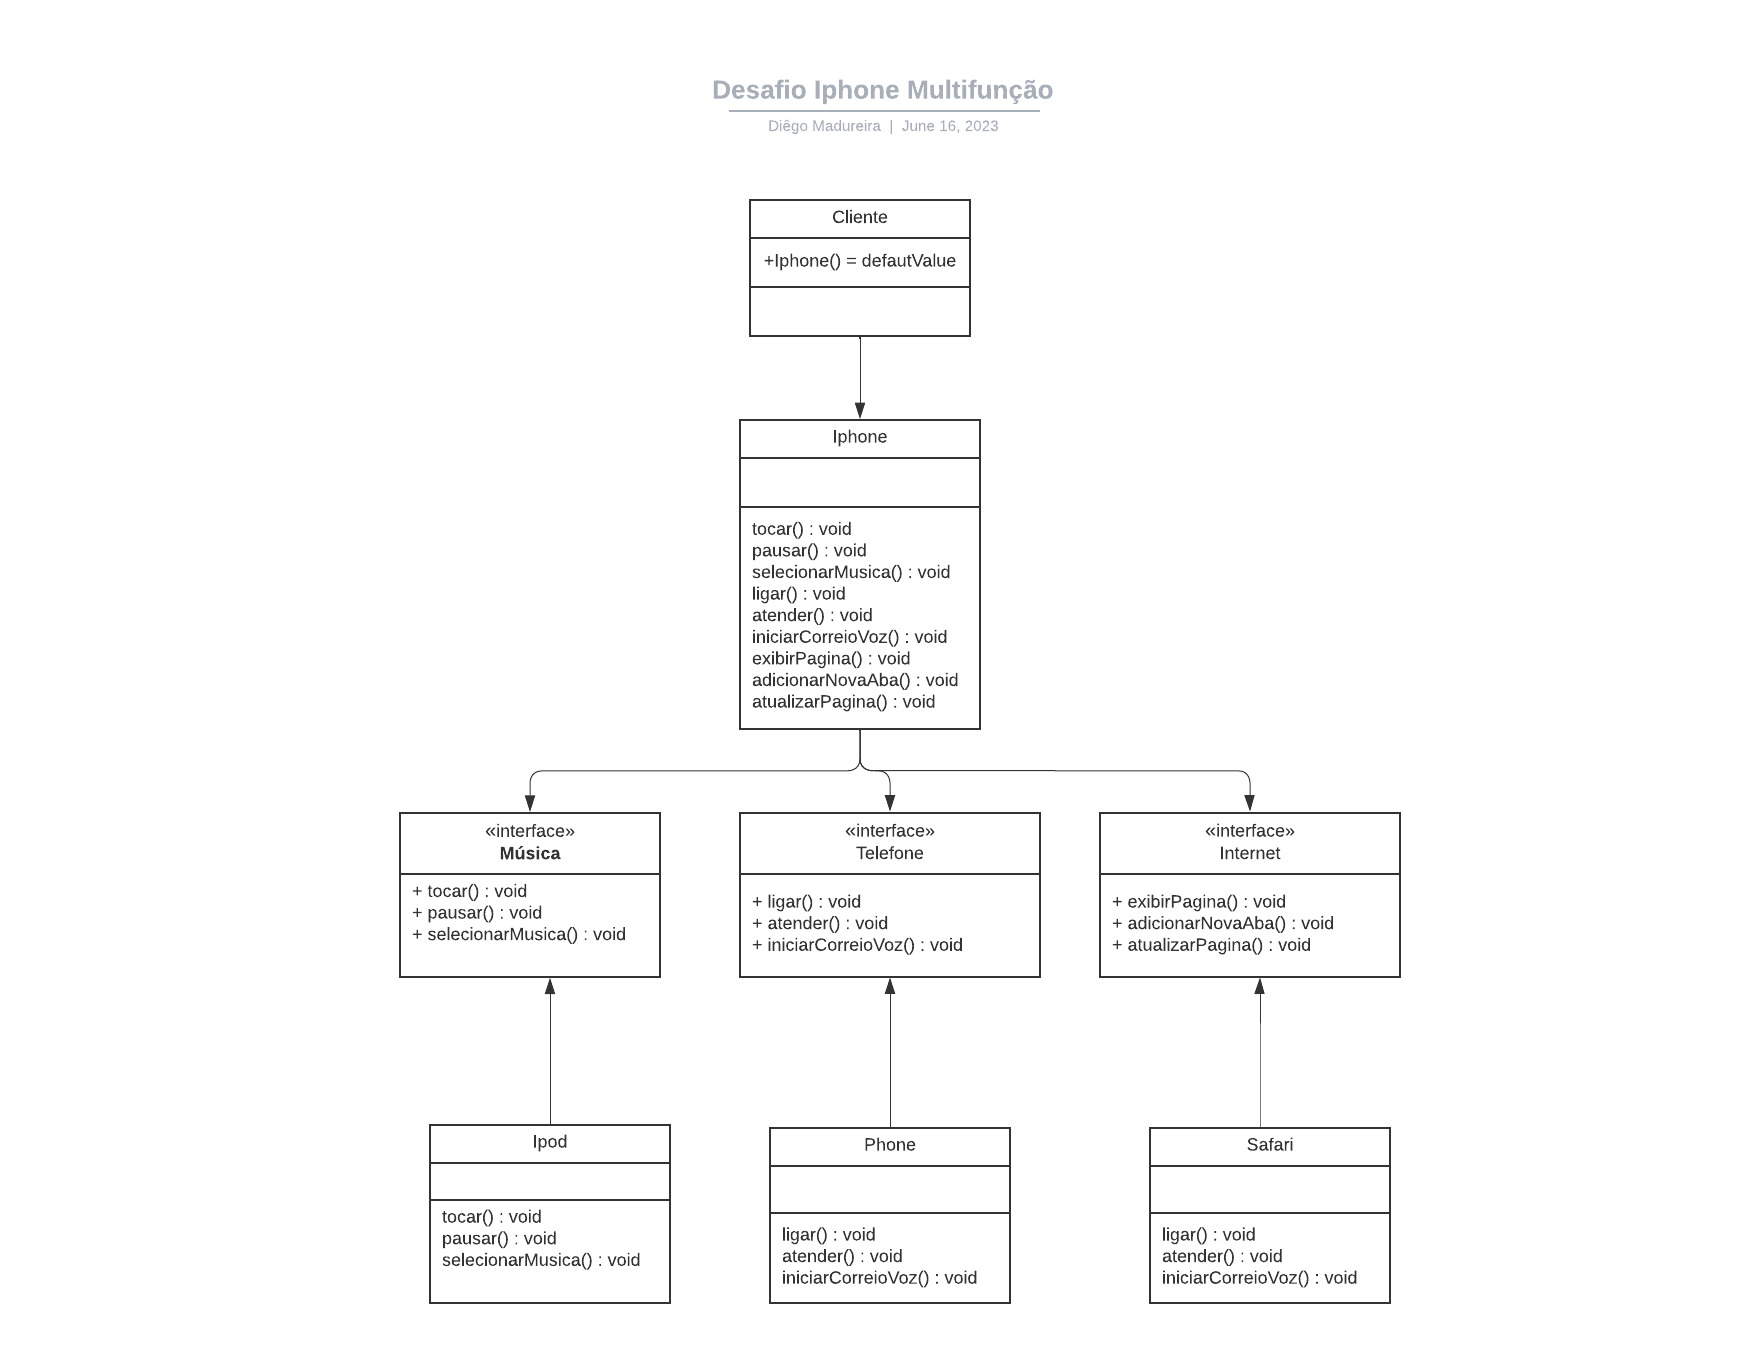 Desafio Iphone Multifunção
Diêgo Madureira | June 16, 2023
Cliente
+Iphone() = defautValue
Iphone
tocar() : void
pausar() : void
selecionarMusica() : void
ligar() : void
atender() : void
iniciarCorreioVoz() : void
exibirPagina() : void
adicionarNovaAba() : void
atualizarPagina() : void
«interface»
Música
+ tocar() : void
+ pausar() : void
+ selecionarMusica() : void
«interface»
Telefone
+ ligar() : void
+ atender() : void
+ iniciarCorreioVoz() : void
«interface»
Internet
+ exibirPagina() : void
+ adicionarNovaAba() : void
+ atualizarPagina() : void
Ipod
tocar() : void
pausar() : void
selecionarMusica() : void
Phone
ligar() : void
atender() : void
iniciarCorreioVoz() : void
Safari
ligar() : void
atender() : void
iniciarCorreioVoz() : void